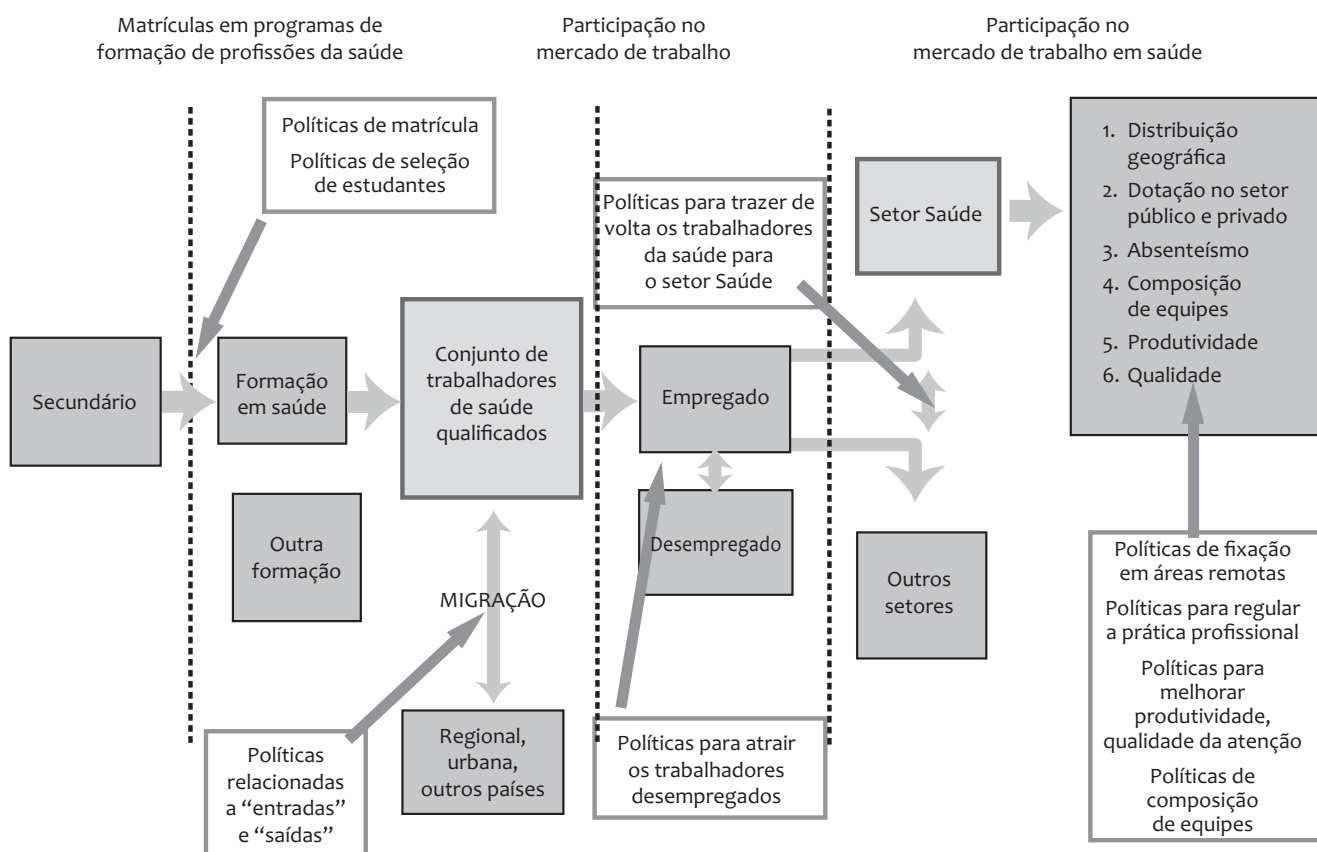 Matrículas em programas de
formação de profissões da saúde
Participação no
mercado de trabalho
Participação no
mercado de trabalho em saúde
Políticas de matrícula
Políticas de seleção
de estudantes
Políticas para trazer de
volta os trabalhadores
da saúde para
o setor Saúde
Setor Saúde
1. Distribuição
geográfica
2. Dotação no setor
público e privado
3. Absenteísmo
4. Composição
de equipes
5. Produtividade
6. Qualidade
Secundário
Formação
em saúde
Conjunto de
trabalhadores
de saúde
qualificados
Empregado
Desempregado
Outra
formação
MIGRAÇÃO
Outros
setores
Políticas
relacionadas
a “entradas”
e “saídas”
Regional,
urbana,
outros países
Políticas para atrair
os trabalhadores
desempregados
Políticas de fixação
em áreas remotas
Políticas para regular
a prática profissional
Políticas para
melhorar
produtividade,
qualidade da atenção
Políticas de
composição
de equipes